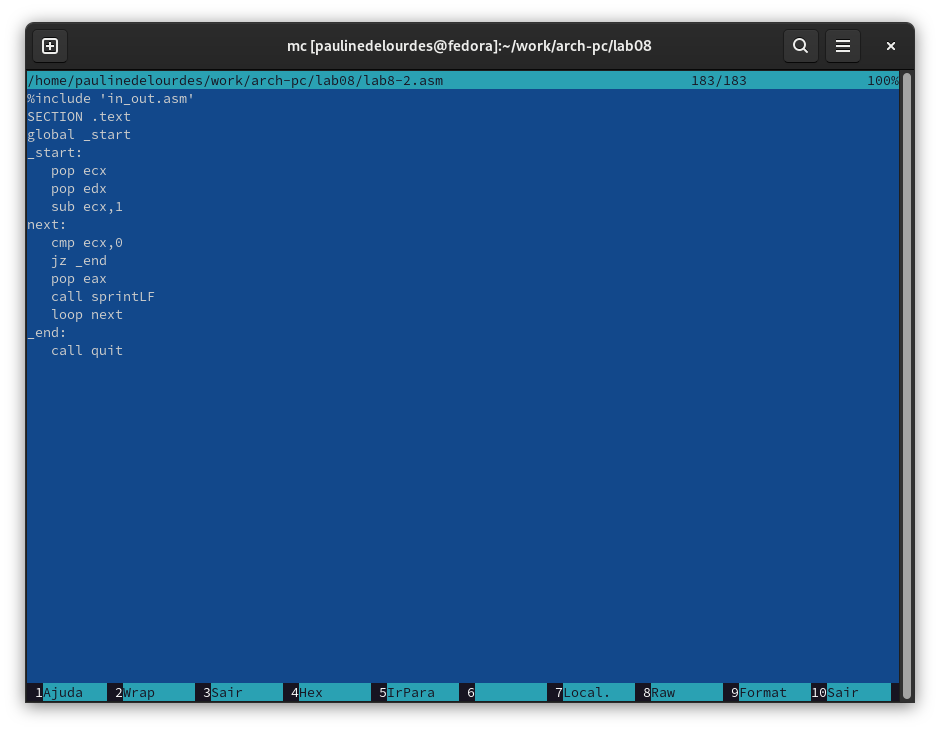 mc [paulinedelourdes@fedora]:~/work/arch-pc/lab08
/home/paulinedelourdes/work/arch-pc/lab08/lab8-2.asm 183/183 100%
%include 'in_out.asm'
SECTION .text
global _start
_start:
   pop ecx
   pop edx
   sub ecx,1
next:
   cmp ecx,0
   jz _end
   pop eax
   call sprintLF
   loop next
_end:
   call quit
1Ajuda 2Wrap 3Sair 4Hex 5IrPara 6 7Local. 8Raw 9Format 10Sair